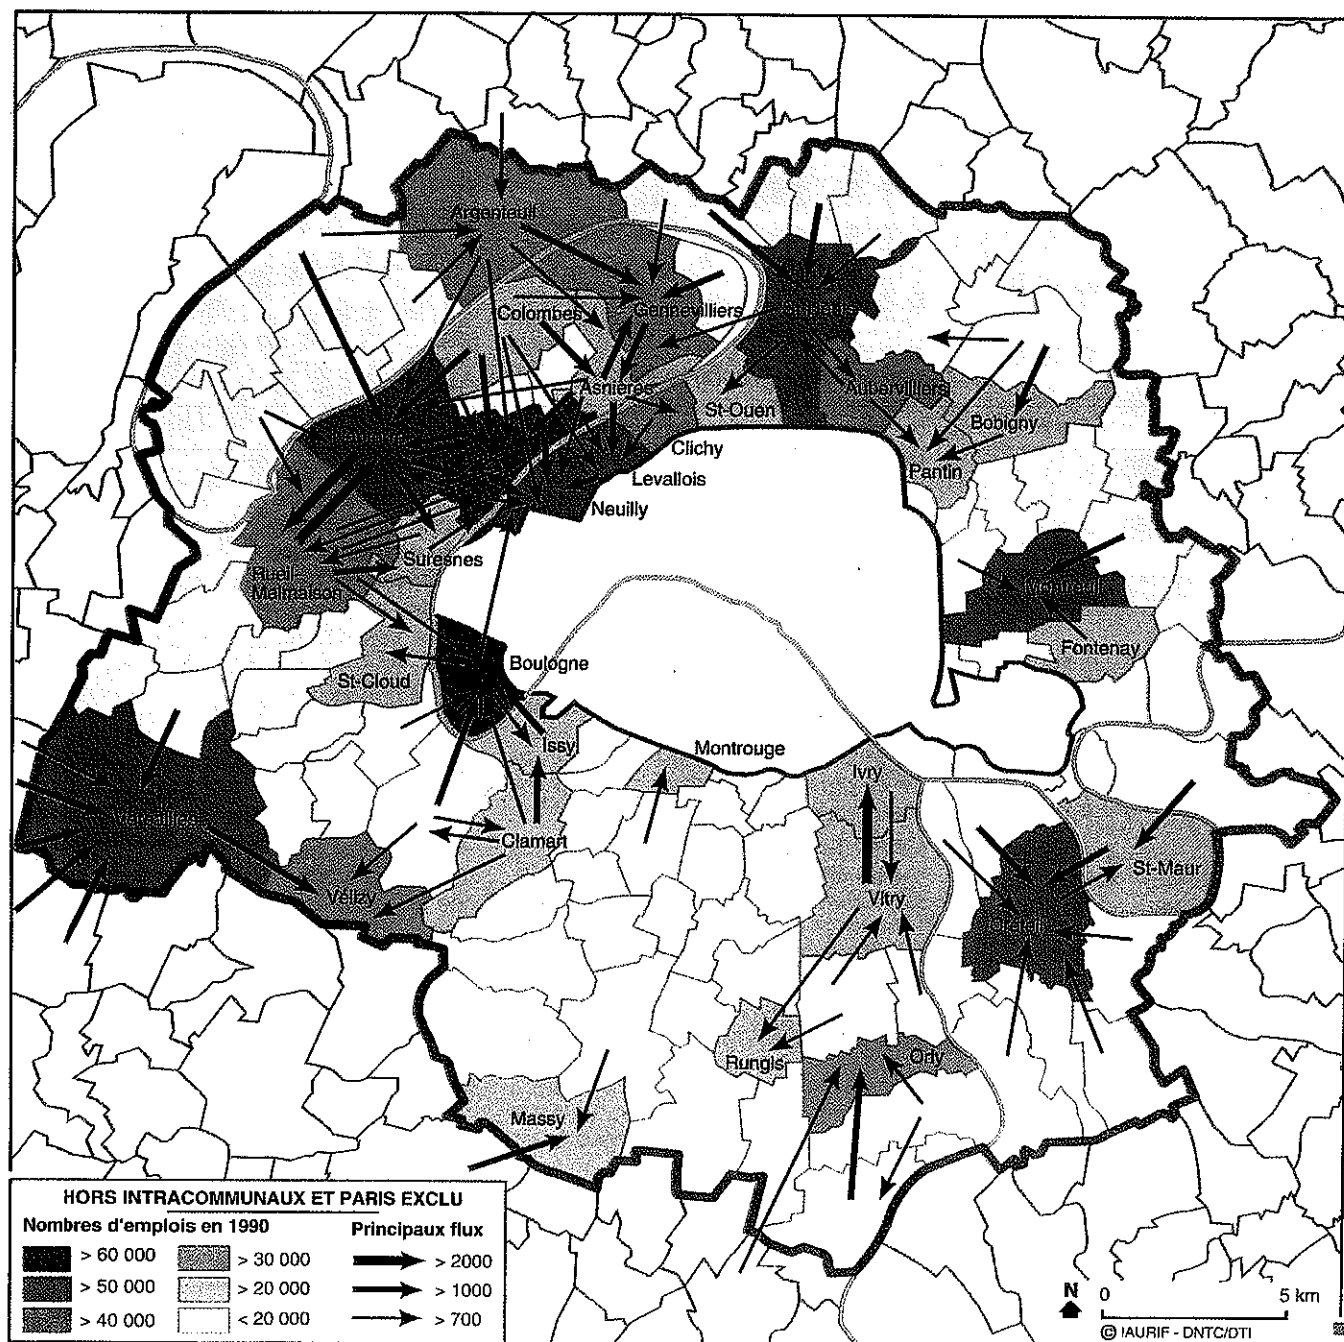 Argenteuil
Colombes
Gennevilliers
Asnières
St-Ouen
Aubervilliers
Bobigny
Pantin
Clichy
Levallois
Neuilly
Suresnes
Rueil
Malmaison
Montreuil
Fontenay
Boulogne
St-Cloud
Issy
Montrouge
Ivry
Versailles
Clamart
Vélizy
Vitry
St-Maur
Créteil
Rungis
Orly
Massy
HORS INTRACOMMUNAUX ET PARIS EXCLU
Nombres d'emplois en 1990
Principaux flux
> 60 000
> 30 000
> 2000
> 50 000
> 20 000
> 1000
> 40 000
< 20 000
> 700
N
0
5 km
© IAURIF - DNTC/DTI